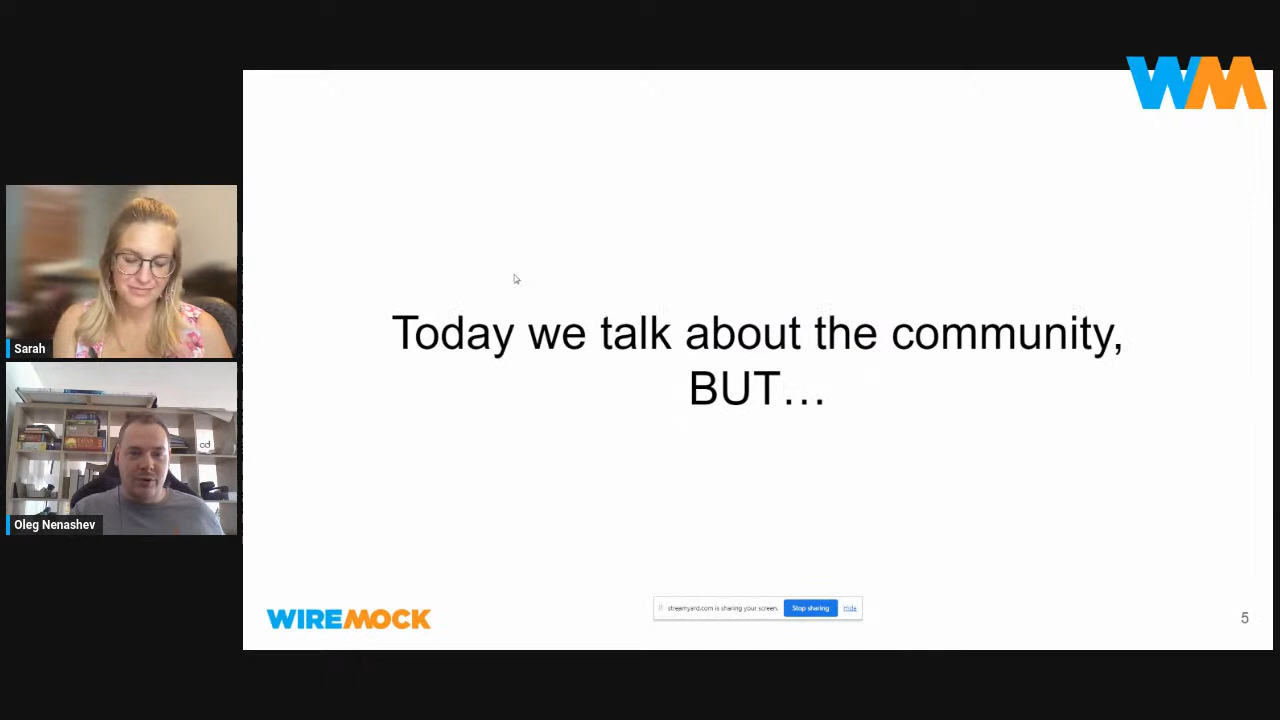 WM
Today we talk about the community,
BUT…
Sarah
Oleg Nenashev
WIREMOCK
streamyard.com is sharing your screen.
Stop sharing
Hide
5